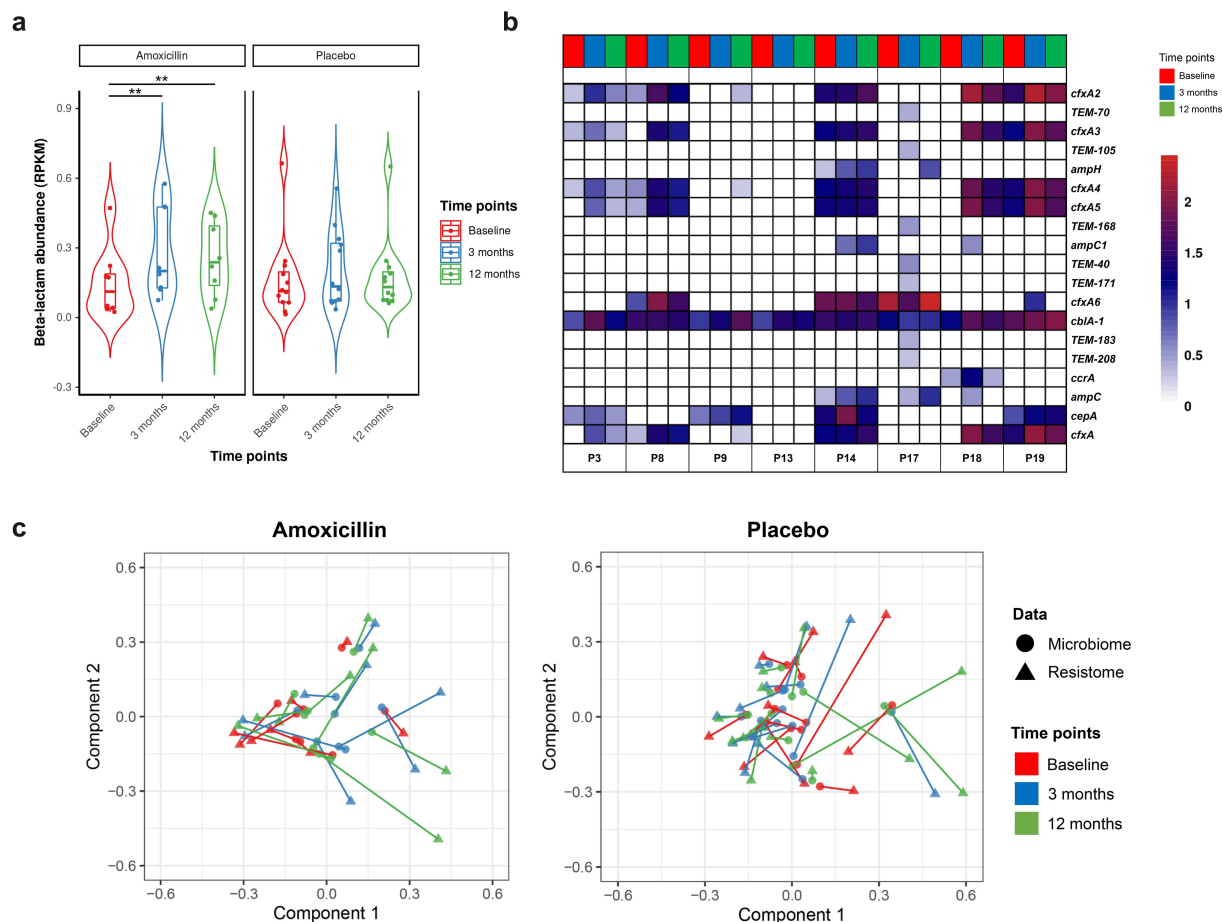 a
Amoxicillin
Placebo
**
**
0.9
0.6
0.3
0.0
-0.3
Beta-lactam abundance (RPKM)
Baseline
3 months
12 months
Baseline
3 months
12 months
Time points
Time points
Baseline
3 months
12 months
b
cfxA2
TEM-70
cfxA3
TEM-105
ampH
cfxA4
cfxA5
TEM-168
ampC1
TEM-40
TEM-171
cfxA6
cblA-1
TEM-183
TEM-208
ccrA
ampC
cepA
cfxA
P3 P8 P9 P13 P14 P17 P18 P19
Time points
Baseline
3 months
12 months
2
1.5
1
0.5
0
c
Amoxicillin
0.6
0.3
0.0
−0.3
−0.6
Component 2
−0.6 −0.3 0.0 0.3 0.6
Component 1
Placebo
0.6
0.3
0.0
−0.3
−0.6
Component 2
−0.6 −0.3 0.0 0.3 0.6
Component 1
Data
Microbiome
Resistome
Time points
Baseline
3 months
12 months